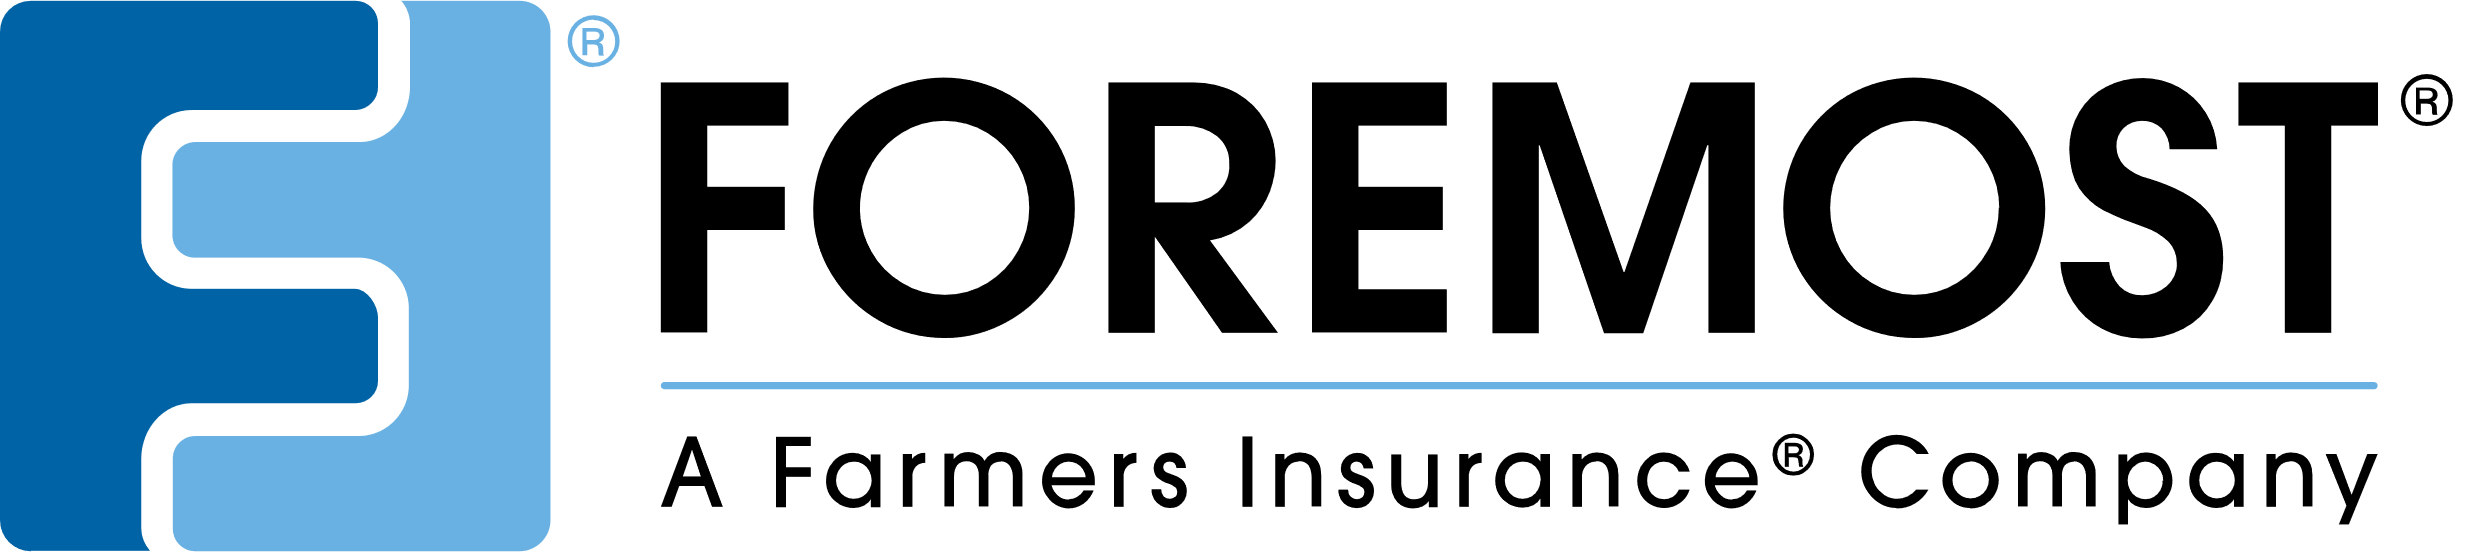 ®
FOREMOST®
A Farmers Insurance® Company